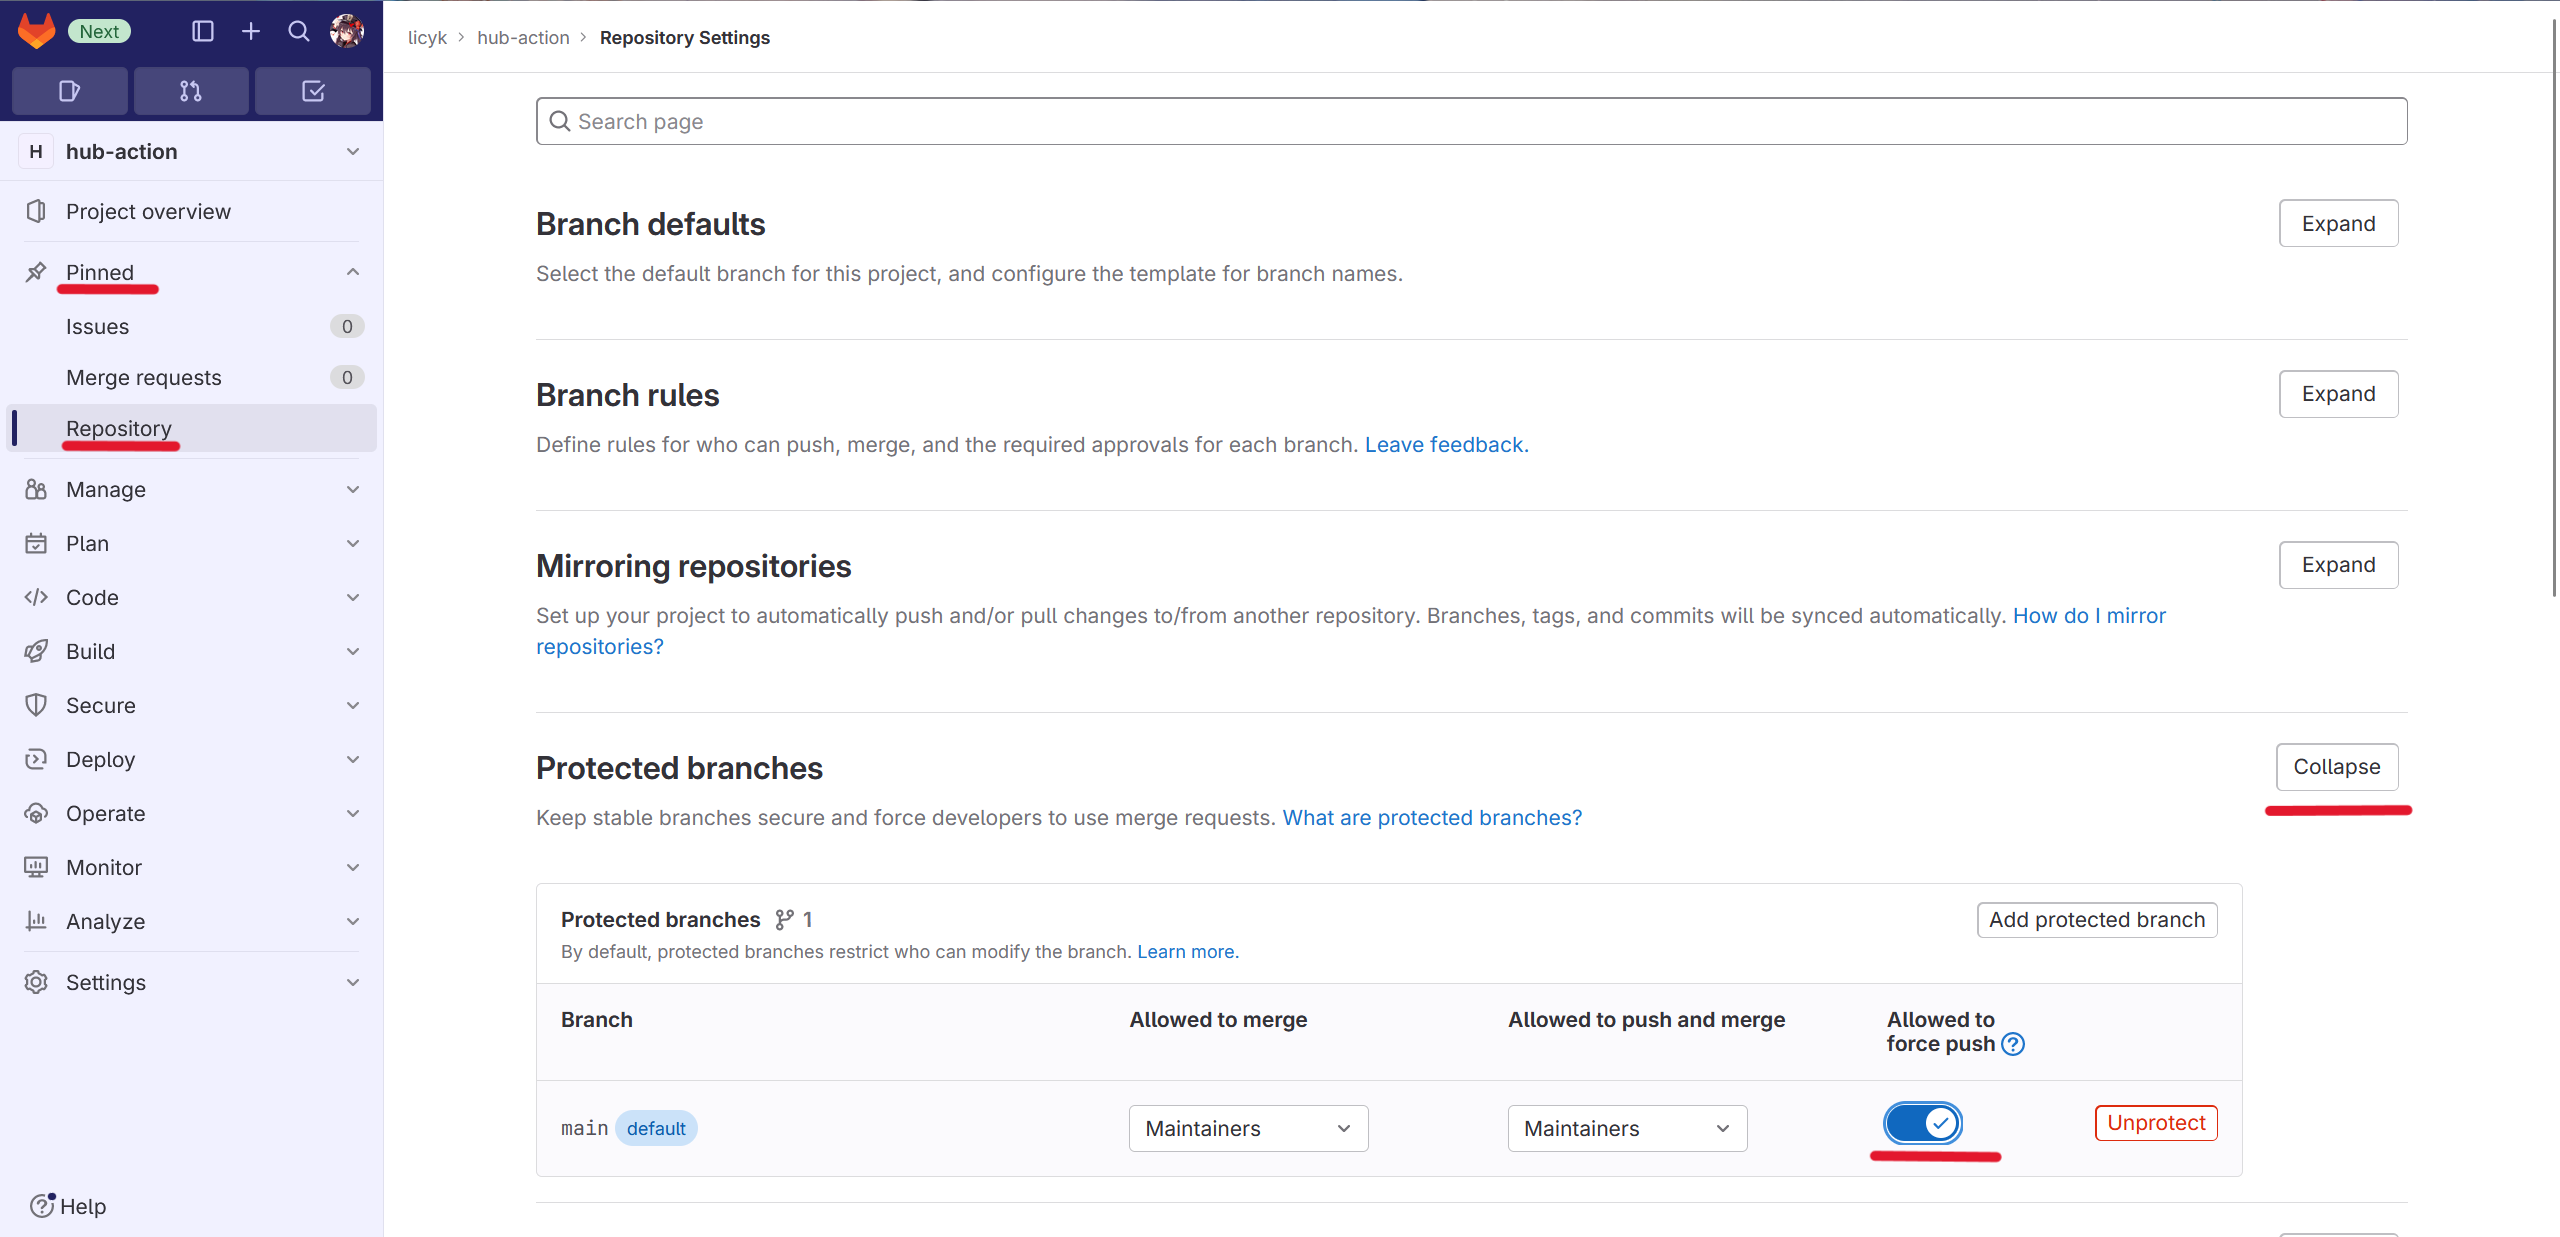 Next
licyk > hub-action > Repository Settings
H hub-action
Project overview
Pinned
Issues 0
Merge requests 0
Repository
Manage
Plan
Code
Build
Secure
Deploy
Operate
Monitor
Analyze
Settings
Help
Search page
Branch defaults
Expand
Select the default branch for this project, and configure the template for branch names.
Branch rules
Expand
Define rules for who can push, merge, and the required approvals for each branch. Leave feedback.
Mirroring repositories
Expand
Set up your project to automatically push and/or pull changes to/from another repository. Branches, tags, and commits will be synced automatically. How do I mirror
repositories?
Protected branches
Collapse
Keep stable branches secure and force developers to use merge requests. What are protected branches?
Protected branches 1
Add protected branch
By default, protected branches restrict who can modify the branch. Learn more.
Branch
Allowed to merge
Allowed to push and merge
Allowed to
force push ?
main default
Maintainers
Maintainers
Unprotect